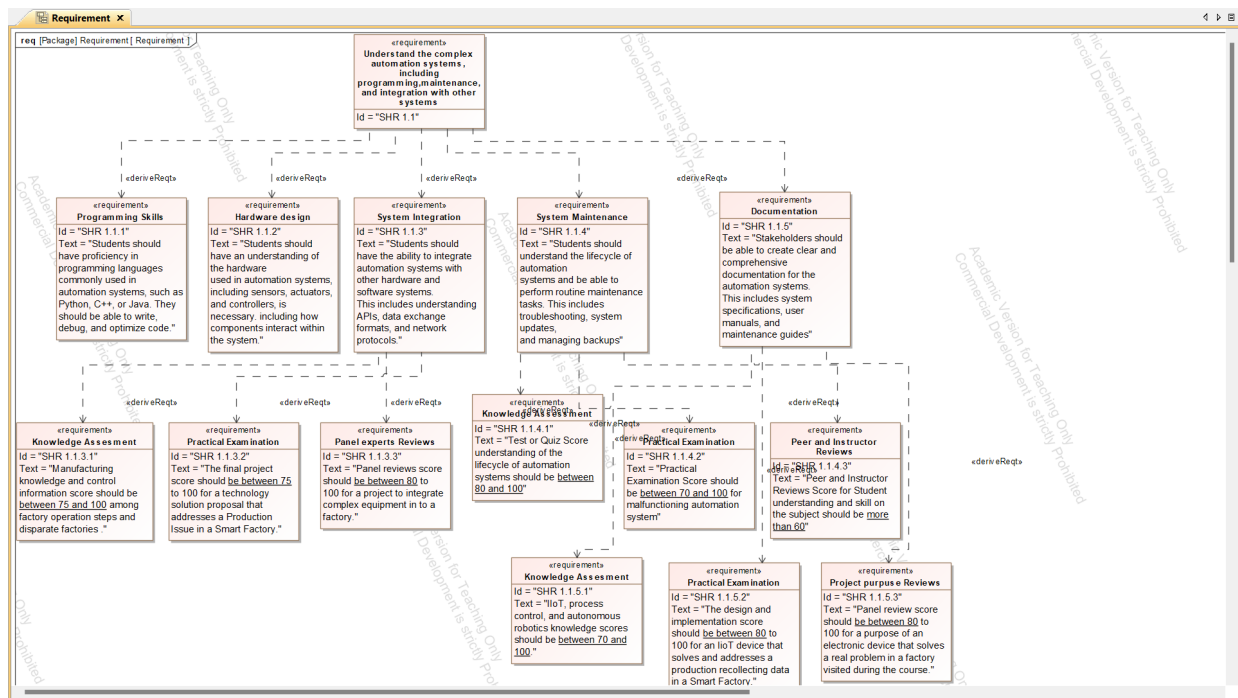 Requirement
req [Package] Requirement [ Requirement ]
«requirement»
Understand the complex
automation systems,
including
programming,maintenance,
and integration with other
systems
Id = "SHR 1.1"
«deriveReqt»
«deriveReqt»
«deriveReqt»
«deriveReqt»
«requirement»
Programming Skills
Id = "SHR 1.1.1"
Text = "Students should
have proficiency in
programming languages
commonly used in
automation systems, such as
Python, C++, or Java. They
should be able to write,
debug, and optimize code."
«requirement»
Hardware design
Id = "SHR 1.1.2"
Text = "Students should
have an understanding of
the hardware
used in automation systems,
including sensors, actuators,
and controllers, is
necessary. including how
components interact within
the system."
«requirement»
System Integration
Id = "SHR 1.1.3"
Text = "Students should
have the ability to integrate
automation systems with
other hardware and
software systems.
This includes understanding
APIs, data exchange
formats, and network
protocols."
«requirement»
System Maintenance
Id = "SHR 1.1.4"
Text = "Students should
understand the lifecycle of
automation
systems and be able to
perform routine maintenance
tasks. This includes
troubleshooting, system
updates,
and managing backups"
«requirement»
Documentation
Id = "SHR 1.1.5"
Text = "Stakeholders should
be able to create clear and
comprehensive
documentation for the
automation systems.
This includes system
specifications, user
manuals, and
maintenance guides"
«deriveReqt»
«deriveReqt»
«deriveReqt»
«deriveReqt»
«deriveReqt»
«deriveReqt»
«deriveReqt»
«deriveReqt»
«deriveReqt»
«requirement»
Knowledge Assesment
Id = "SHR 1.1.3.1"
Text = "Manufacturing
knowledge and control
information score should be
between 75 and 100 among
factory operation steps and
disparate factories ."
«requirement»
Practical Examination
Id = "SHR 1.1.3.2"
Text = "The final project
score should be between 75
to 100 for a technology
solution proposal that
addresses a Production
Issue in a Smart Factory."
«requirement»
Panel experts Reviews
Id = "SHR 1.1.3.3"
Text = "Panel reviews score
should be between 80 to
100 for a project to integrate
complex equipment in to a
factory."
«requirement»
Knowledge Assessment
Id = "SHR 1.1.4.1"
Text = "Test or Quiz Score
understanding of the
lifecycle of automation
systems should be between
80 and 100"
«requirement»
Practical Examination
Id = "SHR 1.1.4.2"
Text = "Practical
Examination Score should
be between 70 and 100 for
malfunctioning automation
system"
«requirement»
Peer and Instructor
Reviews
Id = "SHR 1.1.4.3"
Text = "Peer and Instructor
Reviews Score for Student
understanding and skill on
the subject should be more
than 60"
«requirement»
Knowledge Assesment
Id = "SHR 1.1.5.1"
Text = "IIoT, process
control, and autonomous
robotics knowledge scores
should be between 70 and
100."
«requirement»
Practical Examination
Id = "SHR 1.1.5.2"
Text = "The design and
implementation score
should be between 80 to
100 for an IioT device that
solves and addresses a
production recollecting data
in a Smart Factory."
«requirement»
Project purpuse Reviews
Id = "SHR 1.1.5.3"
Text = "Panel review score
should be between 80 to
100 for a purpose of an
electronic device that solves
a real problem in a factory
visited during the course."
Academic Version for Teaching Only
Commercial Development is strictly Prohibited